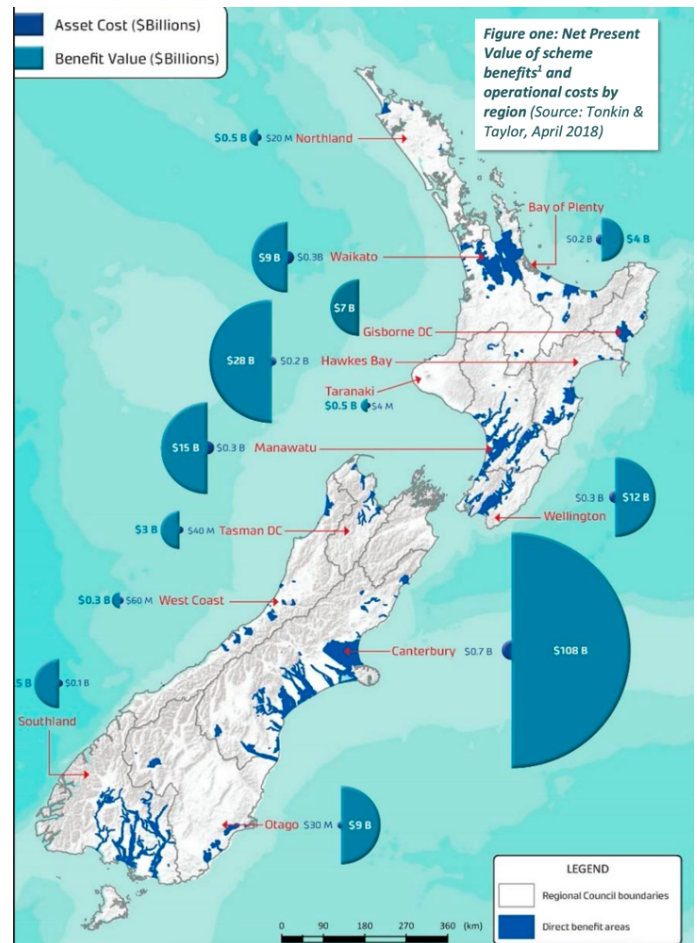 Asset Cost ($Billions)
Benefit Value ($Billions)
Figure one: Net Present
Value of scheme
benefits¹ and
operational costs by
region (Source: Tonkin &
Taylor, April 2018)
$0.5 B $20 M Northland
Bay of Plenty
$0.2 B $4 B
$9 B $0.3B Waikato
$7 B
Gisborne DC
$28 B $0.2 B Hawkes Bay
Taranaki
$0.5 B $4 M
$15 B $0.3 B Manawatu
$0.3 B $12 B
Wellington
$3 B $40 M Tasman DC
$0.3 B $60 M West Coast
Canterbury $0.7 B $108 B
5 B $0.1 B
Southland
Otago $30 M $9 B
LEGEND
Regional Council boundaries
Direct benefit areas
0 90 180 270 360 (km)